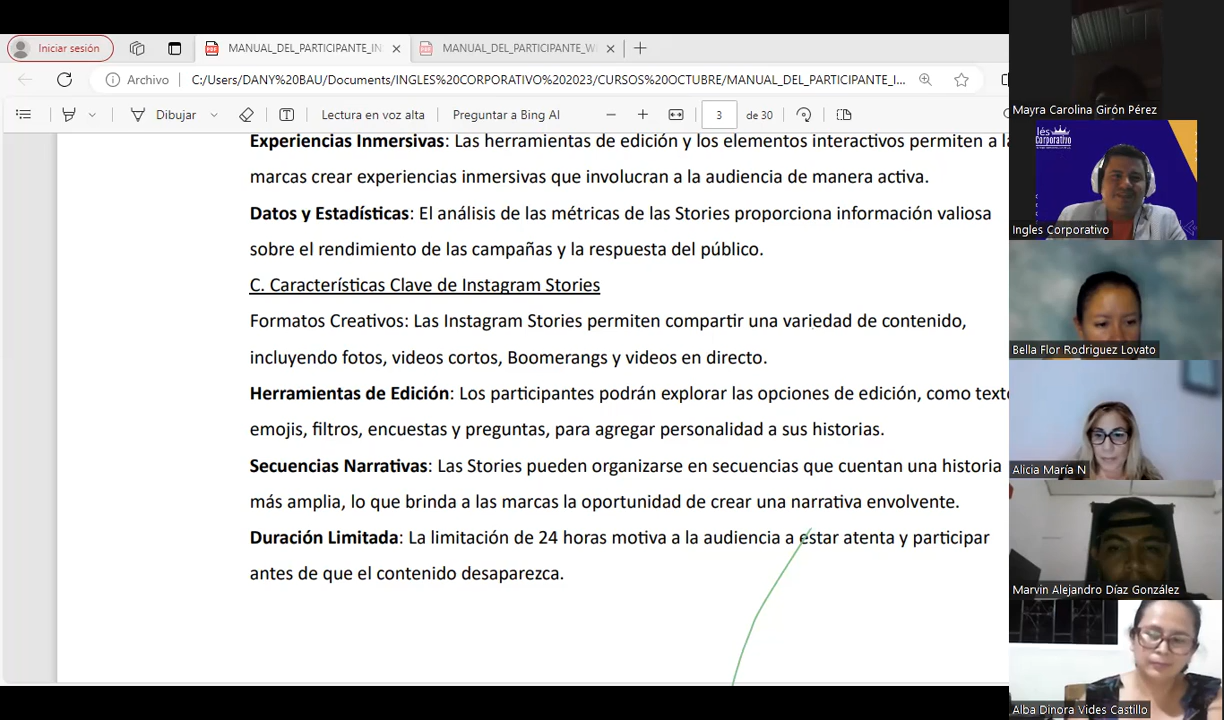 Iniciar sesión
MANUAL_DEL_PARTICIPANTE_IN
MANUAL_DEL_PARTICIPANTE_W
Archivo
C:/Users/DANY%20BAU/Documents/INGLES%20CORPORATIVO%202023/CURSOS%20OCTUBRE/MANUAL_DEL_PARTICIPANTE_I...
Dibujar
Lectura en voz alta
Preguntar a Bing AI
3
de 30
Experiencias Inmersivas: Las herramientas de edición y los elementos interactivos permiten a la
marcas crear experiencias inmersivas que involucran a la audiencia de manera activa.
Datos y Estadísticas: El análisis de las métricas de las Stories proporciona información valiosa
sobre el rendimiento de las campañas y la respuesta del público.
C. Características Clave de Instagram Stories
Formatos Creativos: Las Instagram Stories permiten compartir una variedad de contenido,
incluyendo fotos, videos cortos, Boomerangs y videos en directo.
Herramientas de Edición: Los participantes podrán explorar las opciones de edición, como texto
emojis, filtros, encuestas y preguntas, para agregar personalidad a sus historias.
Secuencias Narrativas: Las Stories pueden organizarse en secuencias que cuentan una historia
más amplia, lo que brinda a las marcas la oportunidad de crear una narrativa envolvente.
Duración Limitada: La limitación de 24 horas motiva a la audiencia a estar atenta y participar
antes de que el contenido desaparezca.
Mayra Carolina Girón Pérez
lés
Corporativo
Ingles Corporativo
Bella Flor Rodriguez Lovato
Alicia María N
Marvin Alejandro Díaz González
Alba Dinora Vides Castillo